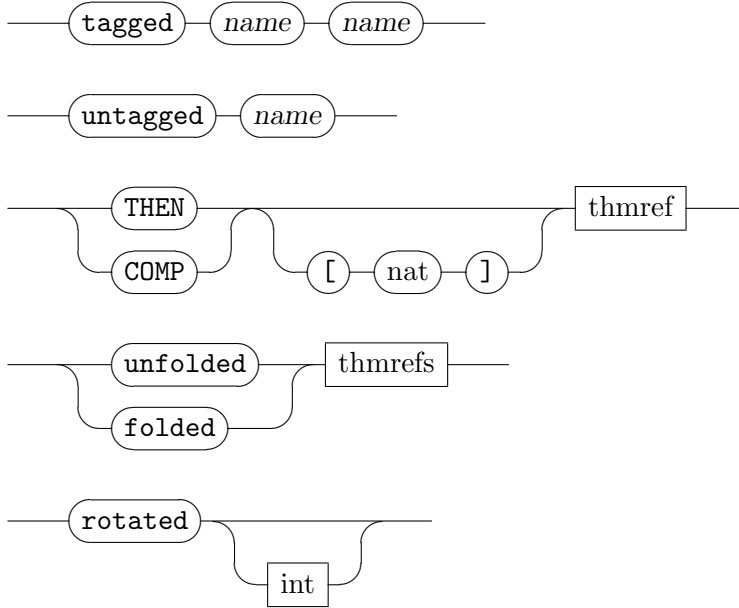 tagged name name
untagged name
THEN thmref
COMP [ nat ]
unfolded thmrefs
folded
rotated
int